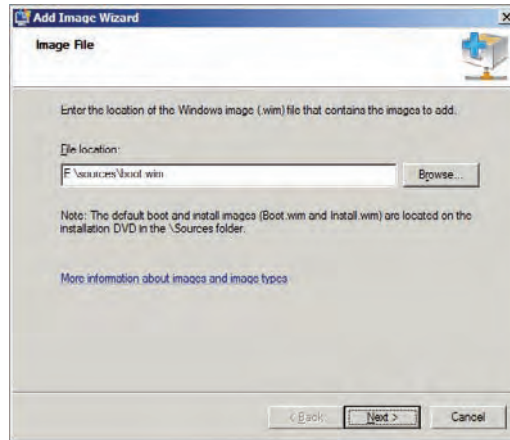 Add Image Wizard
Image File
Enter the location of the Windows image (.wim) file that contains the images to add.
File location:
E:\sources\boot.wim
Browse...
Note: The default boot and install images (Boot.wim and Install.wim) are located on the
installation DVD in the \Sources folder.
More information about images and image types
< Back
Next >
Cancel